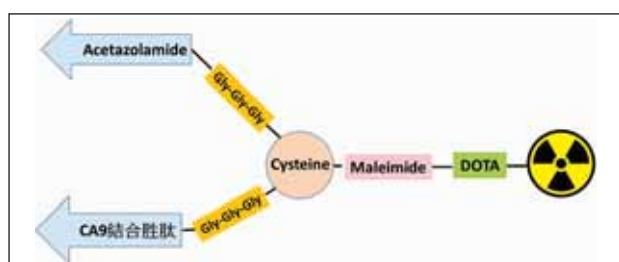 Acetazolamide
Gly-Gly-Gly
Cysteine
Maleimide
DOTA
Gly-Gly-Gly
CA9結合胜肽